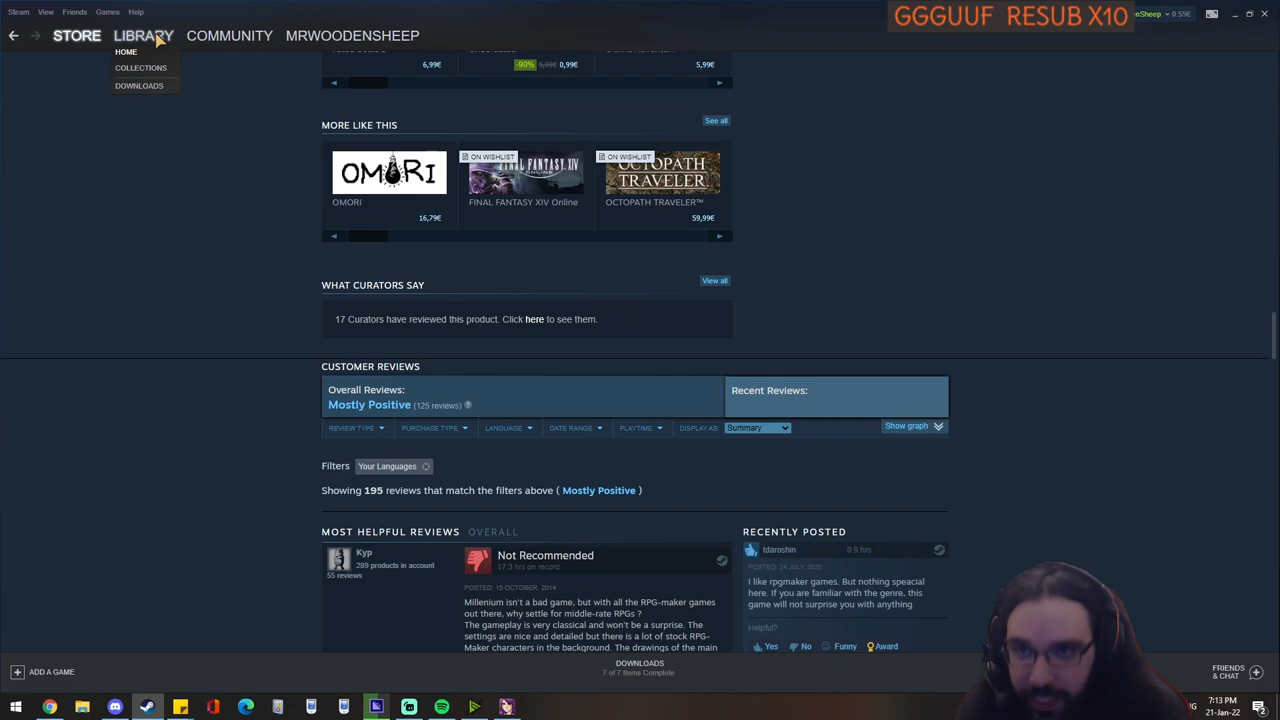 Steam View Friends Games Help
GGGUUF RESUB X10
nSheep 0.55€
STORE LIBRARY COMMUNITY MRWOODENSHEEP
HOME
COLLECTIONS
DOWNLOADS
6,99€
-90% 9,99€ 0,99€
5,99€
MORE LIKE THIS
See all
OMORI
ON WISHLIST
FINAL FANTASY XIV
ONLINE
ON WISHLIST
OCTOPATH
TRAVELER
OMORI
FINAL FANTASY XIV Online
OCTOPATH TRAVELER™
16,79€
59,99€
WHAT CURATORS SAY
View all
17 Curators have reviewed this product. Click here to see them.
CUSTOMER REVIEWS
Overall Reviews:
Mostly Positive (125 reviews) ?
Recent Reviews:
REVIEW TYPE PURCHASE TYPE LANGUAGE DATE RANGE PLAYTIME DISPLAY AS: Summary
Show graph
Filters Your Languages
Showing 195 reviews that match the filters above ( Mostly Positive )
MOST HELPFUL REVIEWS OVERALL
RECENTLY POSTED
Kyp
269 products in account
55 reviews
Not Recommended
17.3 hrs on record
POSTED: 15 OCTOBER, 2014
Millenium isn't a bad game, but with all the RPG-maker games
out there, why settle for middle-rate RPGs ?
The gameplay is very classical and won't be a surprise. The
settings are nice and detailed but there is a lot of stock RPG-
Maker characters in the background. The drawings of the main
Idaroshin 0.9 hrs
POSTED: 24 JULY, 2020
I like rpgmaker games. But nothing speacial
here. If you are familiar with the genre, this
game will not surprise you with anything
Helpful?
Yes No Funny Award
ADD A GAME
DOWNLOADS
7 of 7 Items Complete
FRIENDS
& CHAT
7:13 PM
21-Jan-22